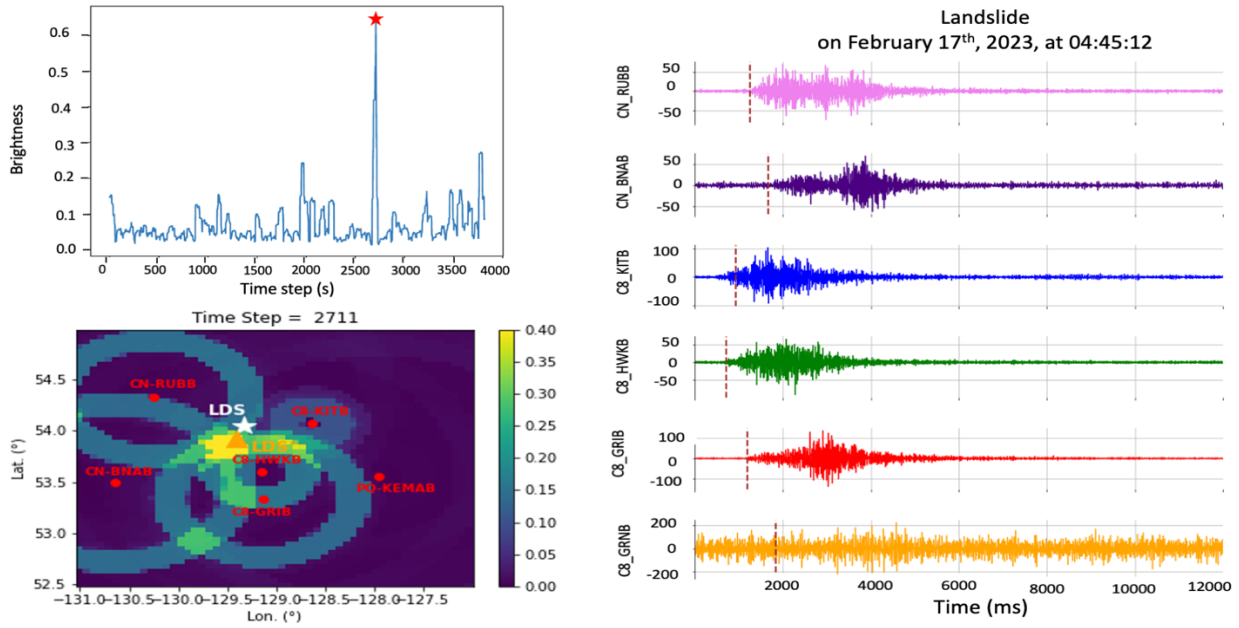 0.6
0.5
0.4
0.3
0.2
0.1
0.0
Brightness
0
500
1000
1500
2000
2500
3000
3500
4000
Time step (s)
Time Step = 2711
54.5
54.0
53.5
53.0
52.5
Lat. (°)
CN-RUBB
LDS
C8-KITB
LDS
C8-HWKB
CN-BNAB
PO-KEMAB
C8-GRIB
−131.0
−130.5
−130.0
−129.5
−129.0
−128.5
−128.0
−127.5
Lon. (°)
0.40
0.35
0.30
0.25
0.20
0.15
0.10
0.05
0.00
Landslide
on February 17th, 2023, at 04:45:12
50
0
-50
CN_RUBB
50
0
-50
CN_BNAB
100
0
-100
C8_KITB
50
0
-50
C8_HWKB
100
0
-100
C8_GRIB
200
0
-200
C8_GRNB
2000
4000
6000
8000
10000
12000
Time (ms)